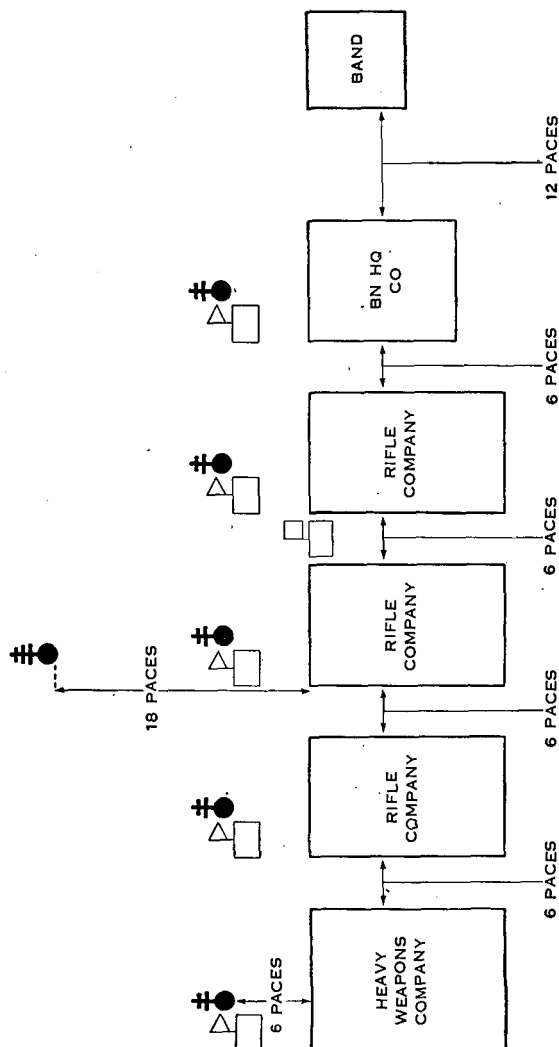 BAND
12 PACES
BN HQ
CO
6 PACES
RIFLE
COMPANY
6 PACES
RIFLE
COMPANY
18 PACES
6 PACES
RIFLE
COMPANY
6 PACES
HEAVY
WEAPONS
COMPANY
6 PACES